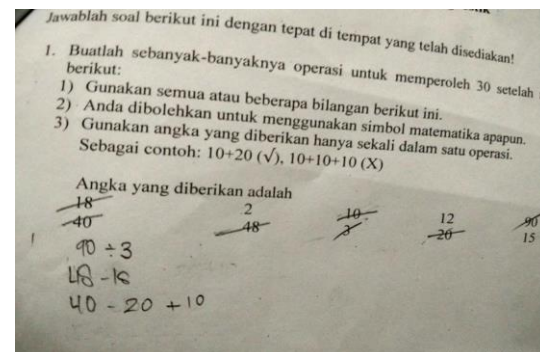 Jawablah soal berikut ini dengan tepat di tempat yang telah disediakan!
1. Buatlah sebanyak-banyaknya operasi untuk memperoleh 30 setelah
berikut:
1) Gunakan semua atau beberapa bilangan berikut ini.
2) Anda dibolehkan untuk menggunakan simbol matematika apapun.
3) Gunakan angka yang diberikan hanya sekali dalam satu operasi.
Sebagai contoh: 10+20 (√), 10+10+10 (X)
Angka yang diberikan adalah
18 2 10 12 90
40 48 3 20 15
90 ÷ 3
48 - 18
40 - 20 + 10